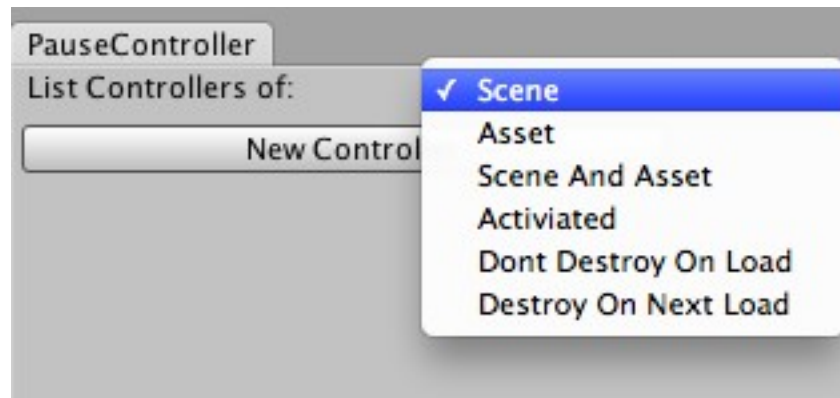 PauseController
List Controllers of:
✓ Scene
New Control
Asset
Scene And Asset
Activiated
Dont Destroy On Load
Destroy On Next Load